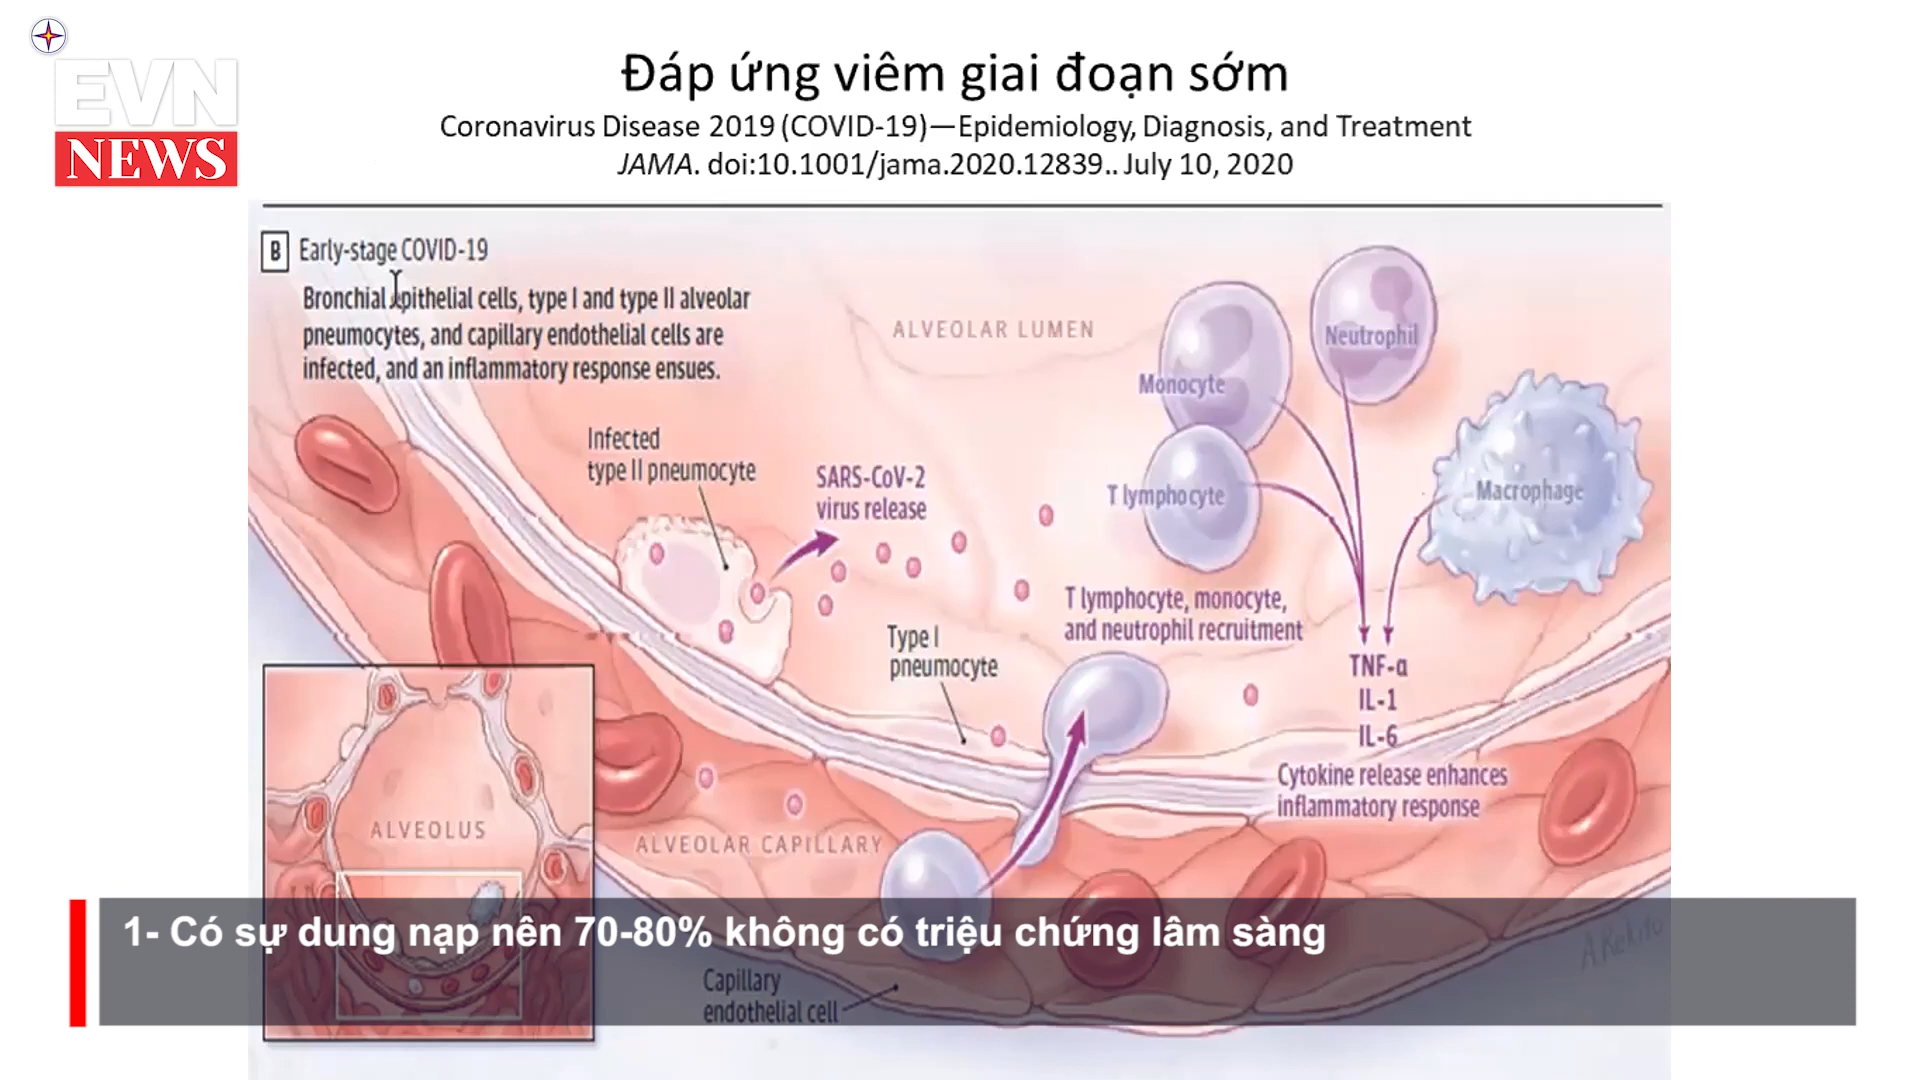 EVN
NEWS
Đáp ứng viêm giai đoạn sớm
Coronavirus Disease 2019 (COVID-19)—Epidemiology, Diagnosis, and Treatment
JAMA. doi:10.1001/jama.2020.12839.. July 10, 2020
B Early-stage COVID-19
Bronchial epithelial cells, type I and type II alveolar
pneumocytes, and capillary endothelial cells are
infected, and an inflammatory response ensues.
ALVEOLAR LUMEN
Neutrophil
Monocyte
Macrophage
T lymphocyte
Infected
type II pneumocyte
SARS-CoV-2
virus release
T lymphocyte, monocyte,
and neutrophil recruitment
Type I
pneumocyte
TNF-α
IL-1
IL-6
Cytokine release enhances
inflammatory response
ALVEOLUS
ALVEOLAR CAPILLARY
1- Có sự dung nạp nên 70-80% không có triệu chứng lâm sàng
A.Rekito
Capillary
endothelial cell